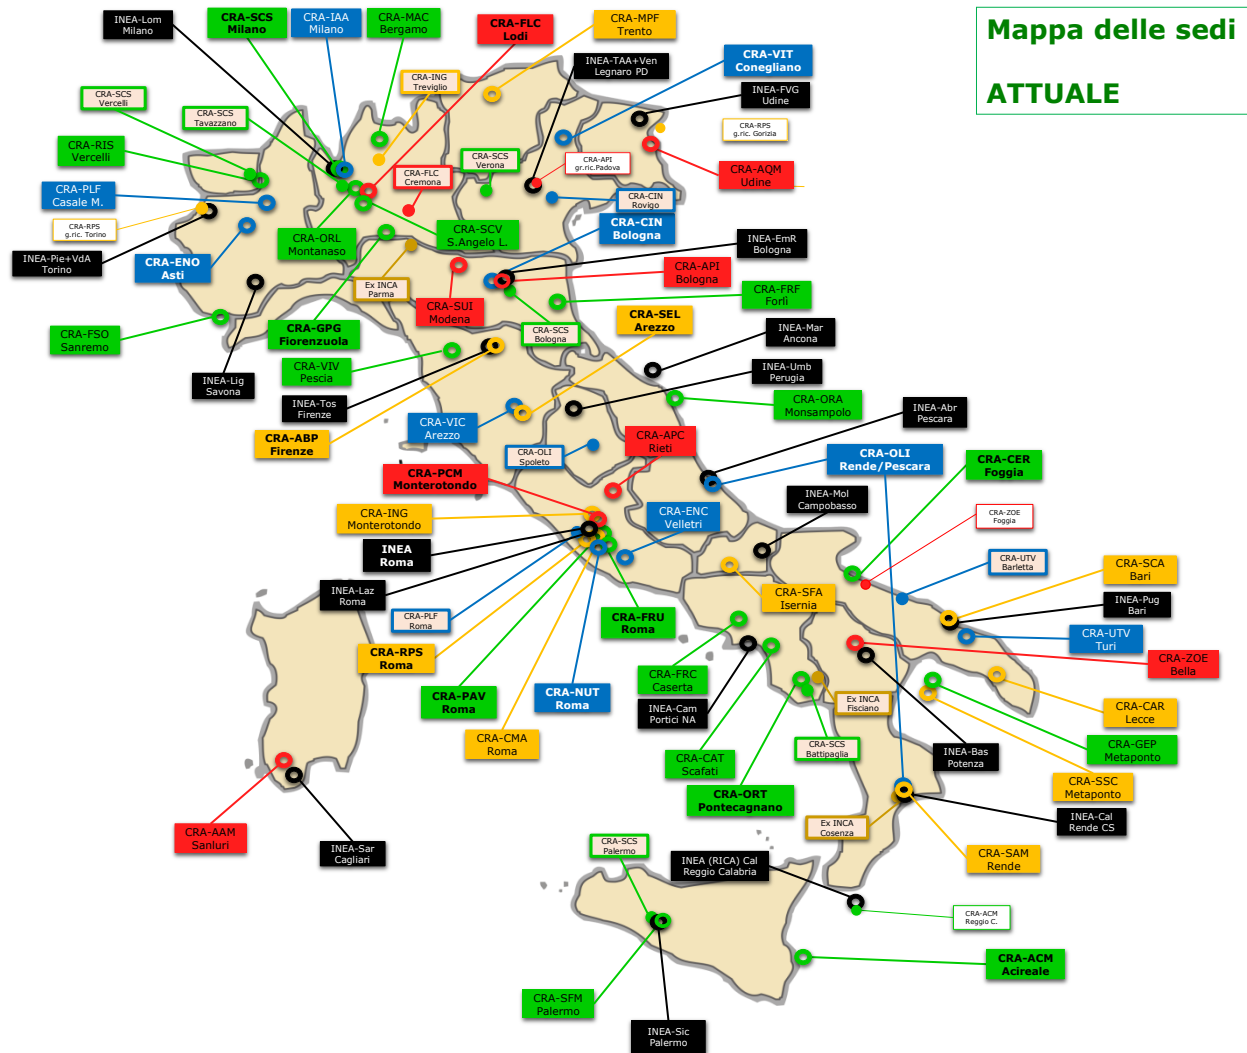 Mappa delle sedi
ATTUALE
INEA-Lom
Milano
CRA-SCS
Milano
CRA-IAA
Milano
CRA-MAC
Bergamo
CRA-FLC
Lodi
CRA-MPF
Trento
INEA-TAA+Ven
Legnaro PD
CRA-VIT
Conegliano
INEA-FVG
Udine
CRA-ING
Treviglio
CRA-SCS
Vercelli
CRA-SCS
Tavazzano
CRA-RPS
g.ric. Gorizia
CRA-RIS
Vercelli
CRA-SCS
Verona
CRA-API
gr.ric.Padova
CRA-FLC
Cremona
CRA-AQM
Udine
CRA-PLF
Casale M.
CRA-CIN
Rovigo
CRA-RPS
g.ric. Torino
CRA-ORL
Montanaso
CRA-SCV
S.Angelo L.
CRA-CIN
Bologna
INEA-EmR
Bologna
INEA-Pie+VdA
Torino
CRA-ENO
Asti
CRA-API
Bologna
Ex INCA
Parma
CRA-SUI
Modena
CRA-FRF
Forlì
CRA-FSO
Sanremo
CRA-GPG
Fiorenzuola
CRA-SCS
Bologna
CRA-SEL
Arezzo
INEA-Mar
Ancona
CRA-VIV
Pescia
INEA-Umb
Perugia
INEA-Lig
Savona
INEA-Tos
Firenze
CRA-ORA
Monsampolo
INEA-Abr
Pescara
CRA-ABP
Firenze
CRA-VIC
Arezzo
CRA-OLI
Spoleto
CRA-APC
Rieti
CRA-OLI
Rende/Pescara
CRA-CER
Foggia
CRA-PCM
Monterotondo
INEA-Mol
Campobasso
CRA-ING
Monterotondo
CRA-ENC
Velletri
CRA-ZOE
Foggia
INEA
Roma
CRA-UTV
Barletta
CRA-SCA
Bari
INEA-Laz
Roma
CRA-SFA
Isernia
INEA-Pug
Bari
CRA-PLF
Roma
CRA-FRU
Roma
CRA-UTV
Turi
CRA-RPS
Roma
CRA-ZOE
Bella
CRA-FRC
Caserta
CRA-PAV
Roma
CRA-NUT
Roma
INEA-Cam
Portici NA
Ex INCA
Fisciano
CRA-CAR
Lecce
CRA-CMA
Roma
CRA-CAT
Scafati
CRA-SCS
Battipaglia
INEA-Bas
Potenza
CRA-GEP
Metaponto
CRA-SSC
Metaponto
CRA-ORT
Pontecagnano
CRA-AAM
Sanluri
INEA-Sar
Cagliari
Ex INCA
Cosenza
INEA-Cal
Rende CS
CRA-SCS
Palermo
INEA (RICA) Cal
Reggio Calabria
CRA-SAM
Rende
CRA-ACM
Reggio C.
CRA-ACM
Acireale
CRA-SFM
Palermo
INEA-Sic
Palermo